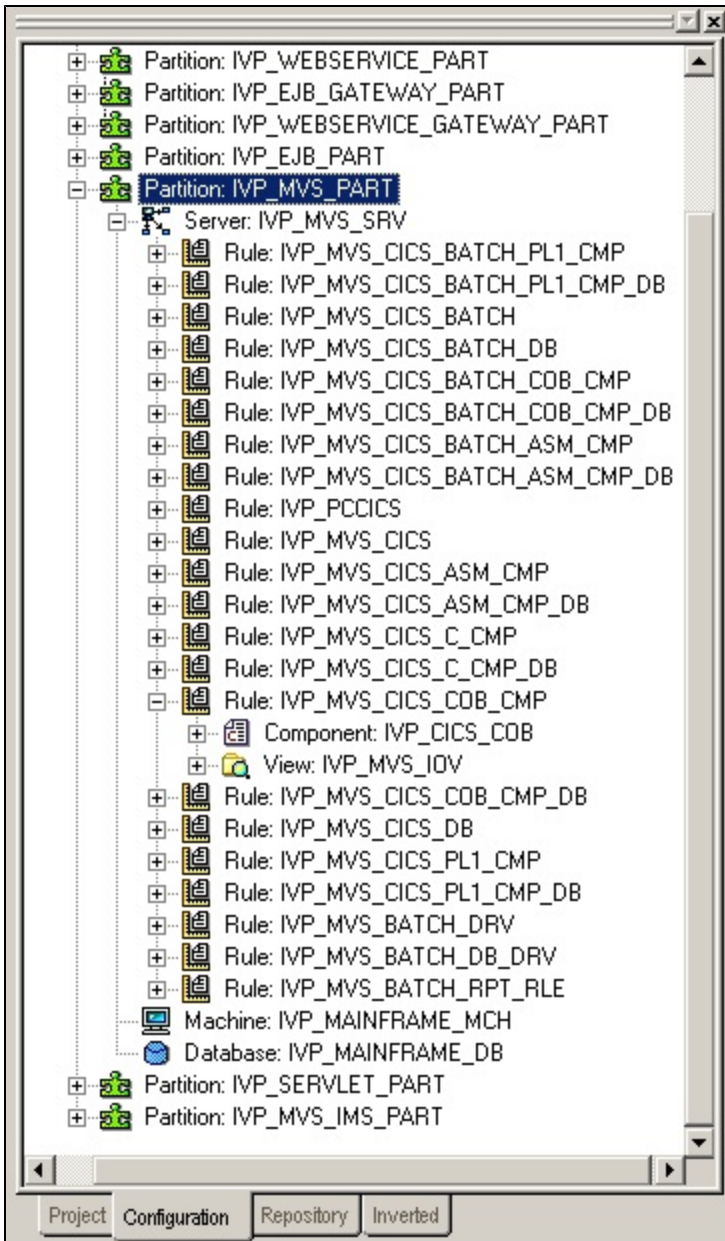 Partition: IVP_WEBSERVICE_PART
Partition: IVP_EJB_GATEWAY_PART
Partition: IVP_WEBSERVICE_GATEWAY_PART
Partition: IVP_EJB_PART
Partition: IVP_MVS_PART
Server: IVP_MVS_SRV
Rule: IVP_MVS_CICS_BATCH_PL1_CMP
Rule: IVP_MVS_CICS_BATCH_PL1_CMP_DB
Rule: IVP_MVS_CICS_BATCH
Rule: IVP_MVS_CICS_BATCH_DB
Rule: IVP_MVS_CICS_BATCH_COB_CMP
Rule: IVP_MVS_CICS_BATCH_COB_CMP_DB
Rule: IVP_MVS_CICS_BATCH_ASM_CMP
Rule: IVP_MVS_CICS_BATCH_ASM_CMP_DB
Rule: IVP_PCCICS
Rule: IVP_MVS_CICS
Rule: IVP_MVS_CICS_ASM_CMP
Rule: IVP_MVS_CICS_ASM_CMP_DB
Rule: IVP_MVS_CICS_C_CMP
Rule: IVP_MVS_CICS_C_CMP_DB
Rule: IVP_MVS_CICS_COB_CMP
Component: IVP_CICS_COB
View: IVP_MVS_IOV
Rule: IVP_MVS_CICS_COB_CMP_DB
Rule: IVP_MVS_CICS_DB
Rule: IVP_MVS_CICS_PL1_CMP
Rule: IVP_MVS_CICS_PL1_CMP_DB
Rule: IVP_MVS_BATCH_DRV
Rule: IVP_MVS_BATCH_DB_DRV
Rule: IVP_MVS_BATCH_RPT_RLE
Machine: IVP_MAINFRAME_MCH
Database: IVP_MAINFRAME_DB
Partition: IVP_SERVLET_PART
Partition: IVP_MVS_IMS_PART
Project Configuration Repository Inverted